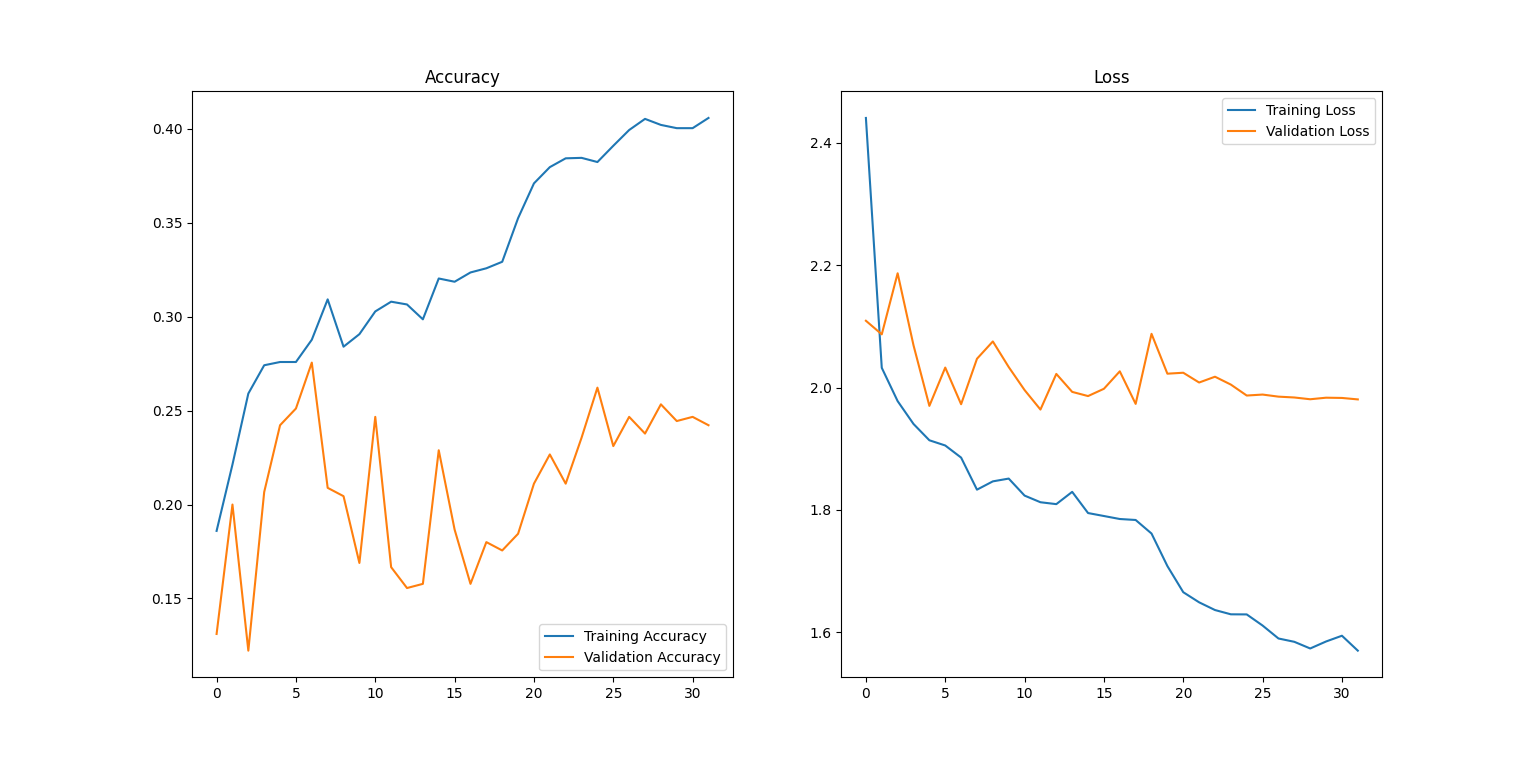 Accuracy
0.40
0.35
0.30
0.25
0.20
0.15
Training Accuracy
Validation Accuracy
0 5 10 15 20 25 30
Loss
Training Loss
Validation Loss
2.4
2.2
2.0
1.8
1.6
0 5 10 15 20 25 30